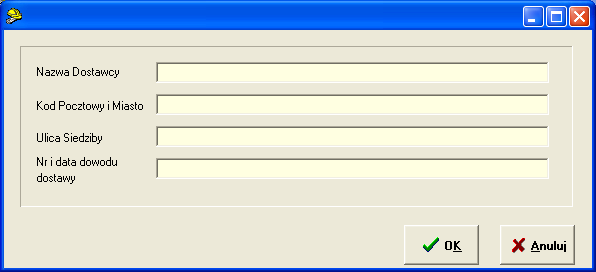 Nazwa Dostawcy
Kod Pocztowy i Miasto
Ulica Siedziby
Nr i data dowodu
dostawy
OK
Anuluj